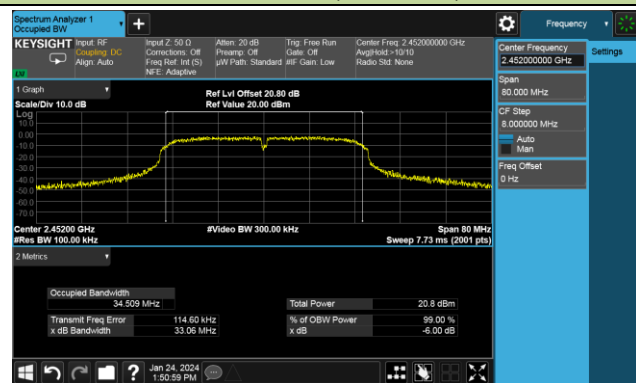 Spectrum Analyzer 1
Occupied BW
Frequency
KEYSIGHT
Input: RF
Coupling: DC
Align: Auto
Input Z: 50 Ω
Corrections: Off
Freq Ref: Int (S)
NFE: Adaptive
Atten: 20 dB
Preamp: Off
µW Path: Standard
Trig: Free Run
Gate: Off
#IF Gain: Low
Center Freq: 2.452000000 GHz
Avg|Hold:>10/10
Radio Std: None
Center Frequency
2.452000000 GHz
Settings
Span
80.000 MHz
CF Step
8.000000 MHz
Auto
Man
Freq Offset
0 Hz
1 Graph
Scale/Div 10.0 dB
Ref Lvl Offset 20.80 dB
Ref Value 20.00 dBm
Log
10.0
0.00
-10.0
-20.0
-30.0
-40.0
-50.0
-60.0
-70.0
Center 2.45200 GHz
#Res BW 100.00 kHz
#Video BW 300.00 kHz
Span 80 MHz
Sweep 7.73 ms (2001 pts)
2 Metrics
Occupied Bandwidth
34.509 MHz
Total Power 20.8 dBm
Transmit Freq Error 114.60 kHz
% of OBW Power 99.00 %
x dB Bandwidth 33.06 MHz
x dB -6.00 dB
?
Jan 24, 2024
1:50:59 PM